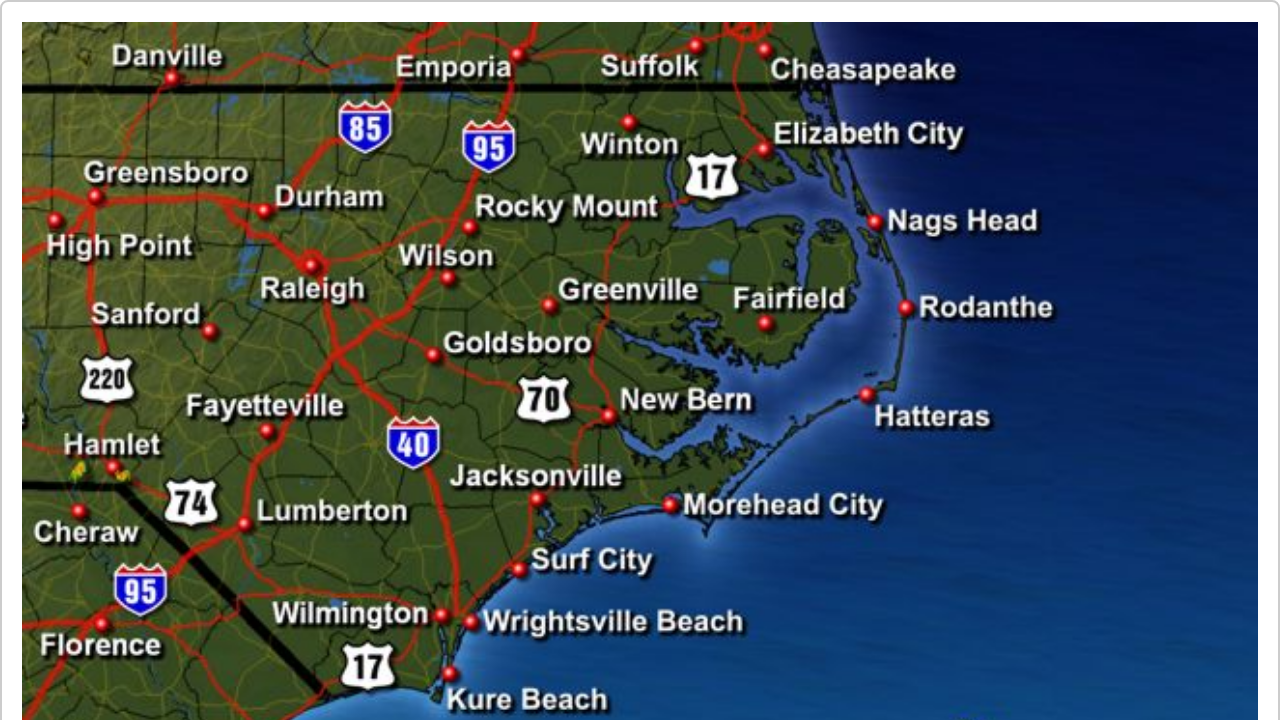 Danville
Emporia
Suffolk
Cheasapeake
85
95
Winton
Elizabeth City
17
Greensboro
Durham
Rocky Mount
Nags Head
High Point
Wilson
Raleigh
Greenville
Fairfield
Rodanthe
Sanford
Goldsboro
220
Fayetteville
70
New Bern
Hatteras
40
Hamlet
Jacksonville
74
Lumberton
Morehead City
Cheraw
Surf City
95
Wilmington
Wrightsville Beach
Florence
17
Kure Beach